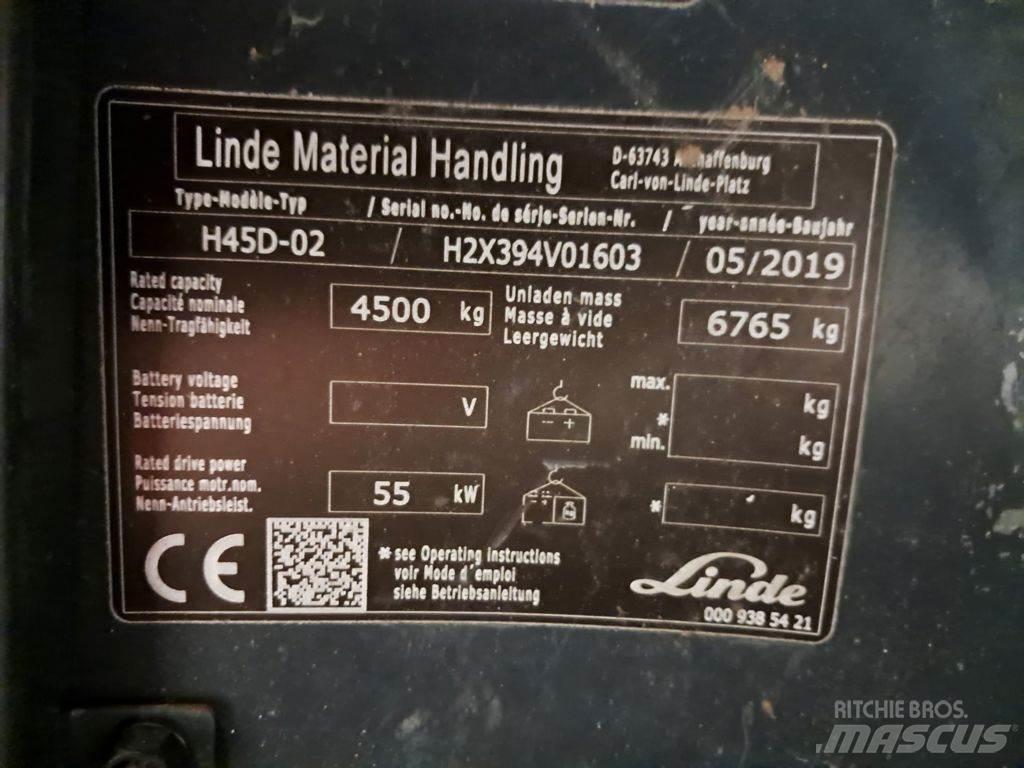 Linde Material Handling
D-63743 Aschaffenburg
Carl-von-Linde-Platz
Type-Modèle-Typ / Serial no.-No. de série-Serien-Nr. / year-année-Baujahr
H45D-02 / H2X394V01603 / 05/2019
Rated capacity
Capacité nominale
Nenn-Tragfähigkeit
4500 kg
Unladen mass
Masse à vide
Leergewicht
6765 kg
Battery voltage
Tension batterie
Batteriespannung
V
max. kg
*
min. kg
Rated drive power
Puissance motr.nom.
Nenn-Antriebsleist.
55 kW
* kg
CE
* see Operating instructions
voir Mode d'emploi
siehe Betriebsanleitung
Linde
000 938 54 21
RITCHIE BROS.
MASCUS